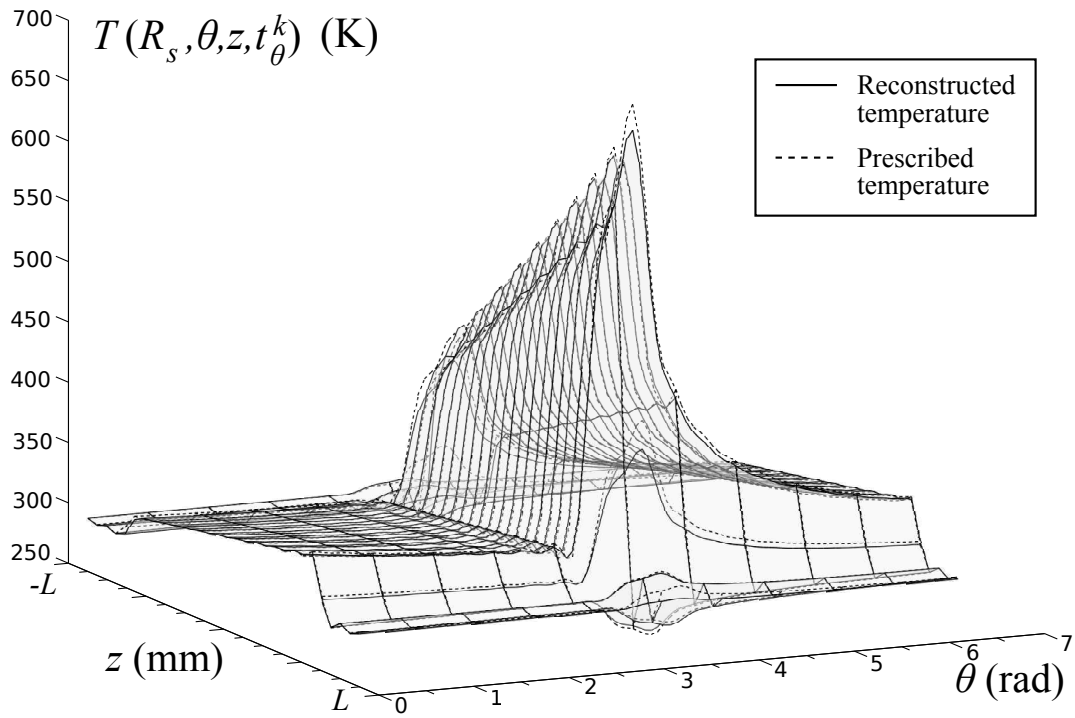 T (R_s ,θ,z,t_θ^k) (K)
700
650
600
550
500
450
400
350
300
250
-L
z (mm)
L
0
1
2
3
4
5
6
7
θ (rad)
Reconstructed
temperature
Prescribed
temperature